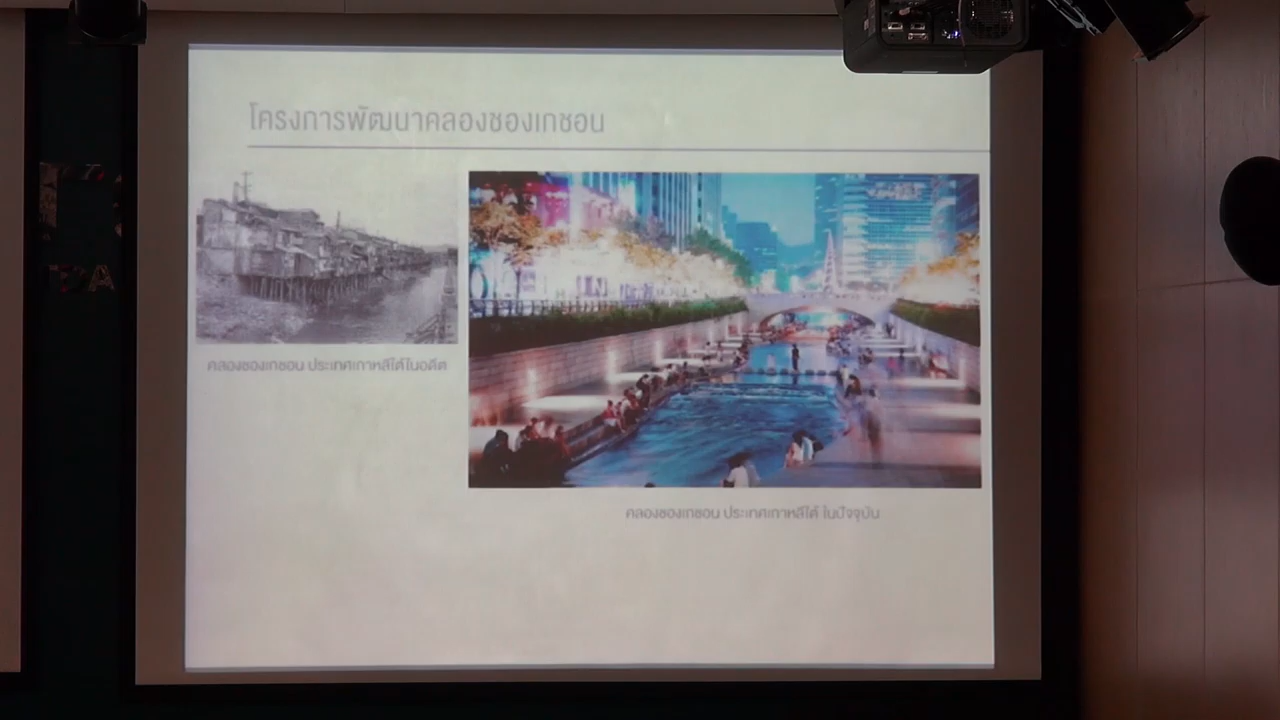 โครงการพัฒนาคลองชองเกชอน
คลองชองเกชอน ประเทศเกาหลีใต้ในอดีต
คลองชองเกชอน ประเทศเกาหลีใต้ ในปัจจุบัน